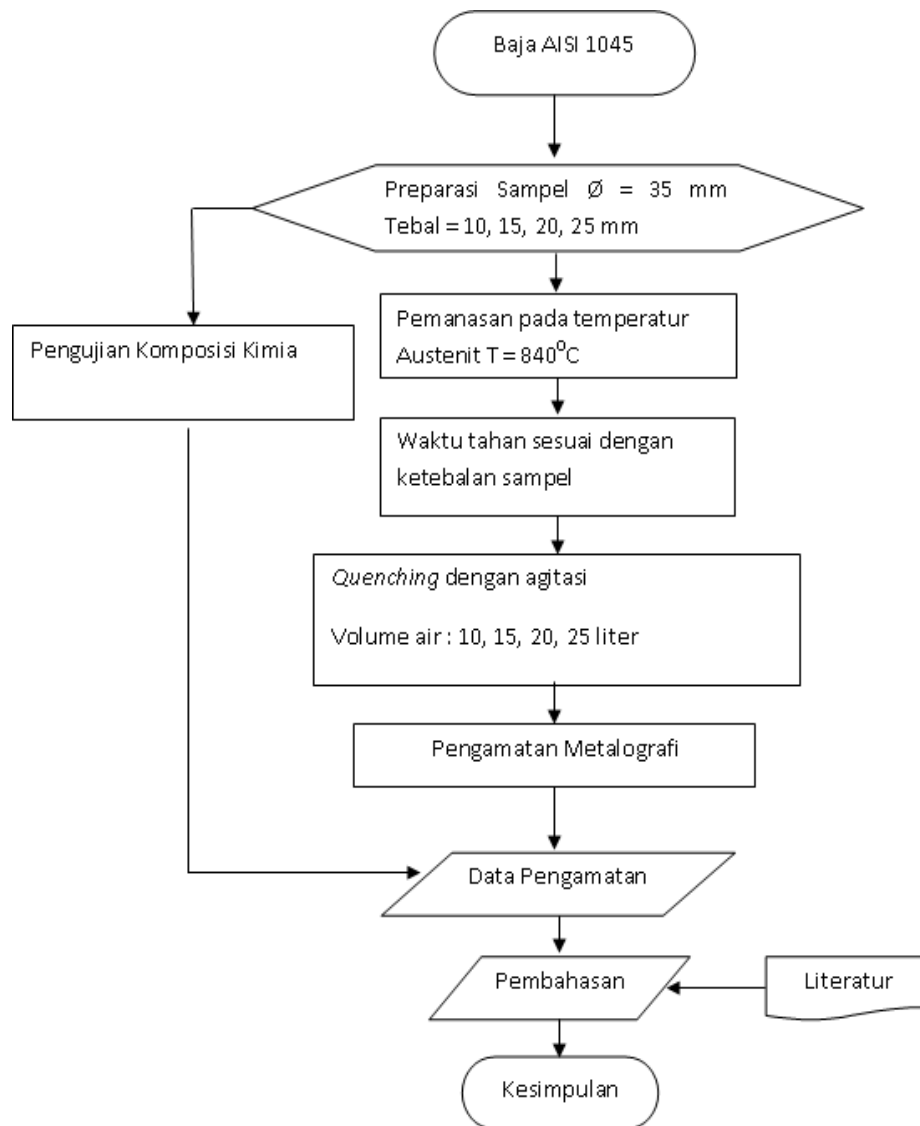 Baja AISI 1045
Preparasi Sampel Ø = 35 mm
Tebal = 10, 15, 20, 25 mm
Pengujian Komposisi Kimia
Pemanasan pada temperatur
Austenit T = 840⁰C
Waktu tahan sesuai dengan
ketebalan sampel
Quenching dengan agitasi
Volume air : 10, 15, 20, 25 liter
Pengamatan Metalografi
Data Pengamatan
Pembahasan
Literatur
Kesimpulan